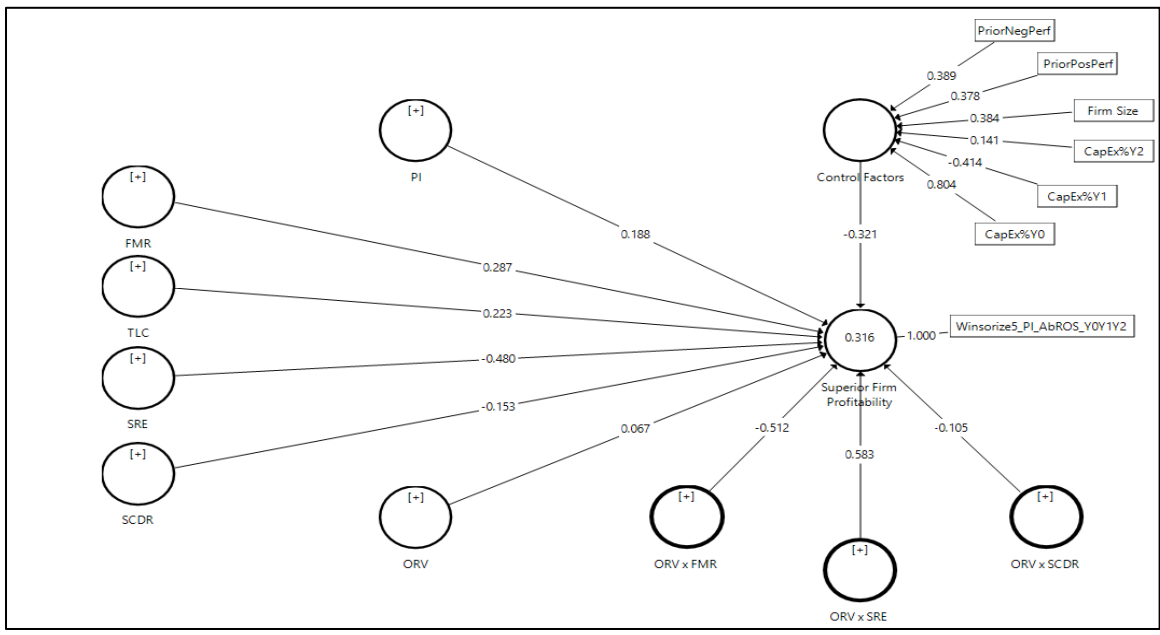 PriorNegPerf
PriorPosPerf
Firm Size
CapEx%Y2
CapEx%Y1
CapEx%Y0
0.389
0.378
0.384
0.141
-0.414
0.804
Control Factors
-0.321
[+]
PI
0.188
[+]
FMR
0.287
[+]
TLC
0.223
[+]
SRE
-0.480
[+]
SCDR
-0.153
0.316
1.000
Winsorize5_PI_AbROS_Y0Y1Y2
Superior Firm
Profitability
0.067
-0.512
0.583
-0.105
[+]
ORV
[+]
ORV x FMR
[+]
ORV x SRE
[+]
ORV x SCDR